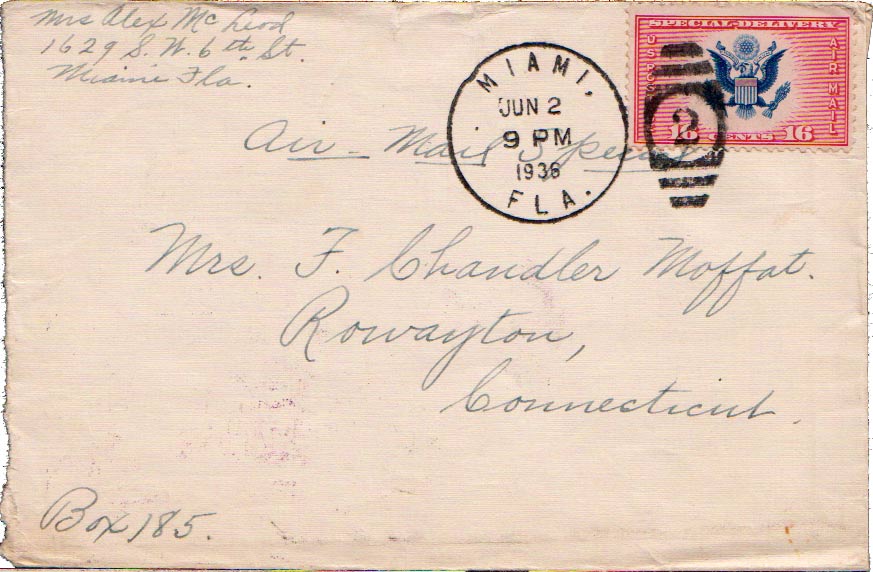 Mrs Alex McLeod
1629 S. W. 6th St.
Miami Fla.
SPECIAL·DELIVERY
U S POSTAGE
AIR MAIL
16 CENTS 16
MIAMI,
JUN 2
9 PM
1936
FLA.
2
Air-Mail Special
Mrs. F. Chandler Moffat.
Rowayton,
Connecticut
Box 185.